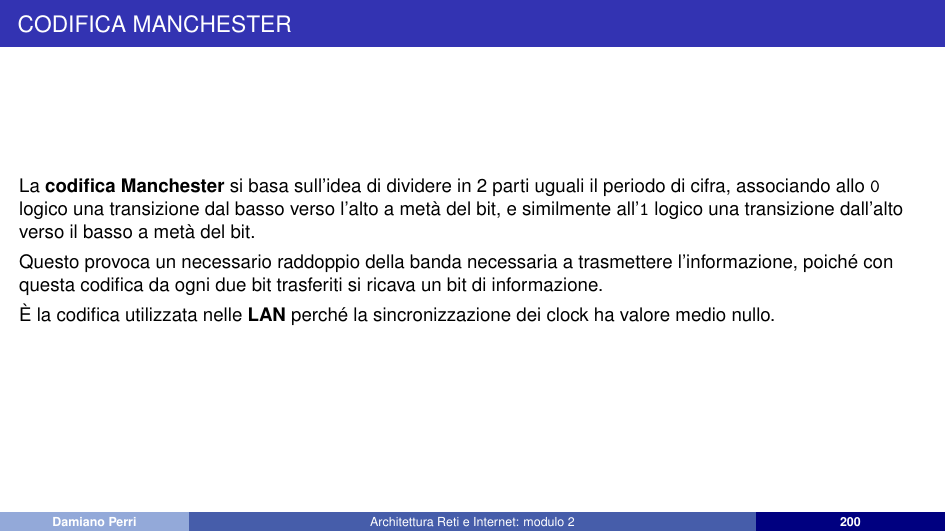 CODIFICA MANCHESTER
La codifica Manchester si basa sull'idea di dividere in 2 parti uguali il periodo di cifra, associando allo 0
logico una transizione dal basso verso l'alto a metà del bit, e similmente all'1 logico una transizione dall'alto
verso il basso a metà del bit.
Questo provoca un necessario raddoppio della banda necessaria a trasmettere l'informazione, poiché con
questa codifica da ogni due bit trasferiti si ricava un bit di informazione.
È la codifica utilizzata nelle LAN perché la sincronizzazione dei clock ha valore medio nullo.
Damiano Perri
Architettura Reti e Internet: modulo 2
200